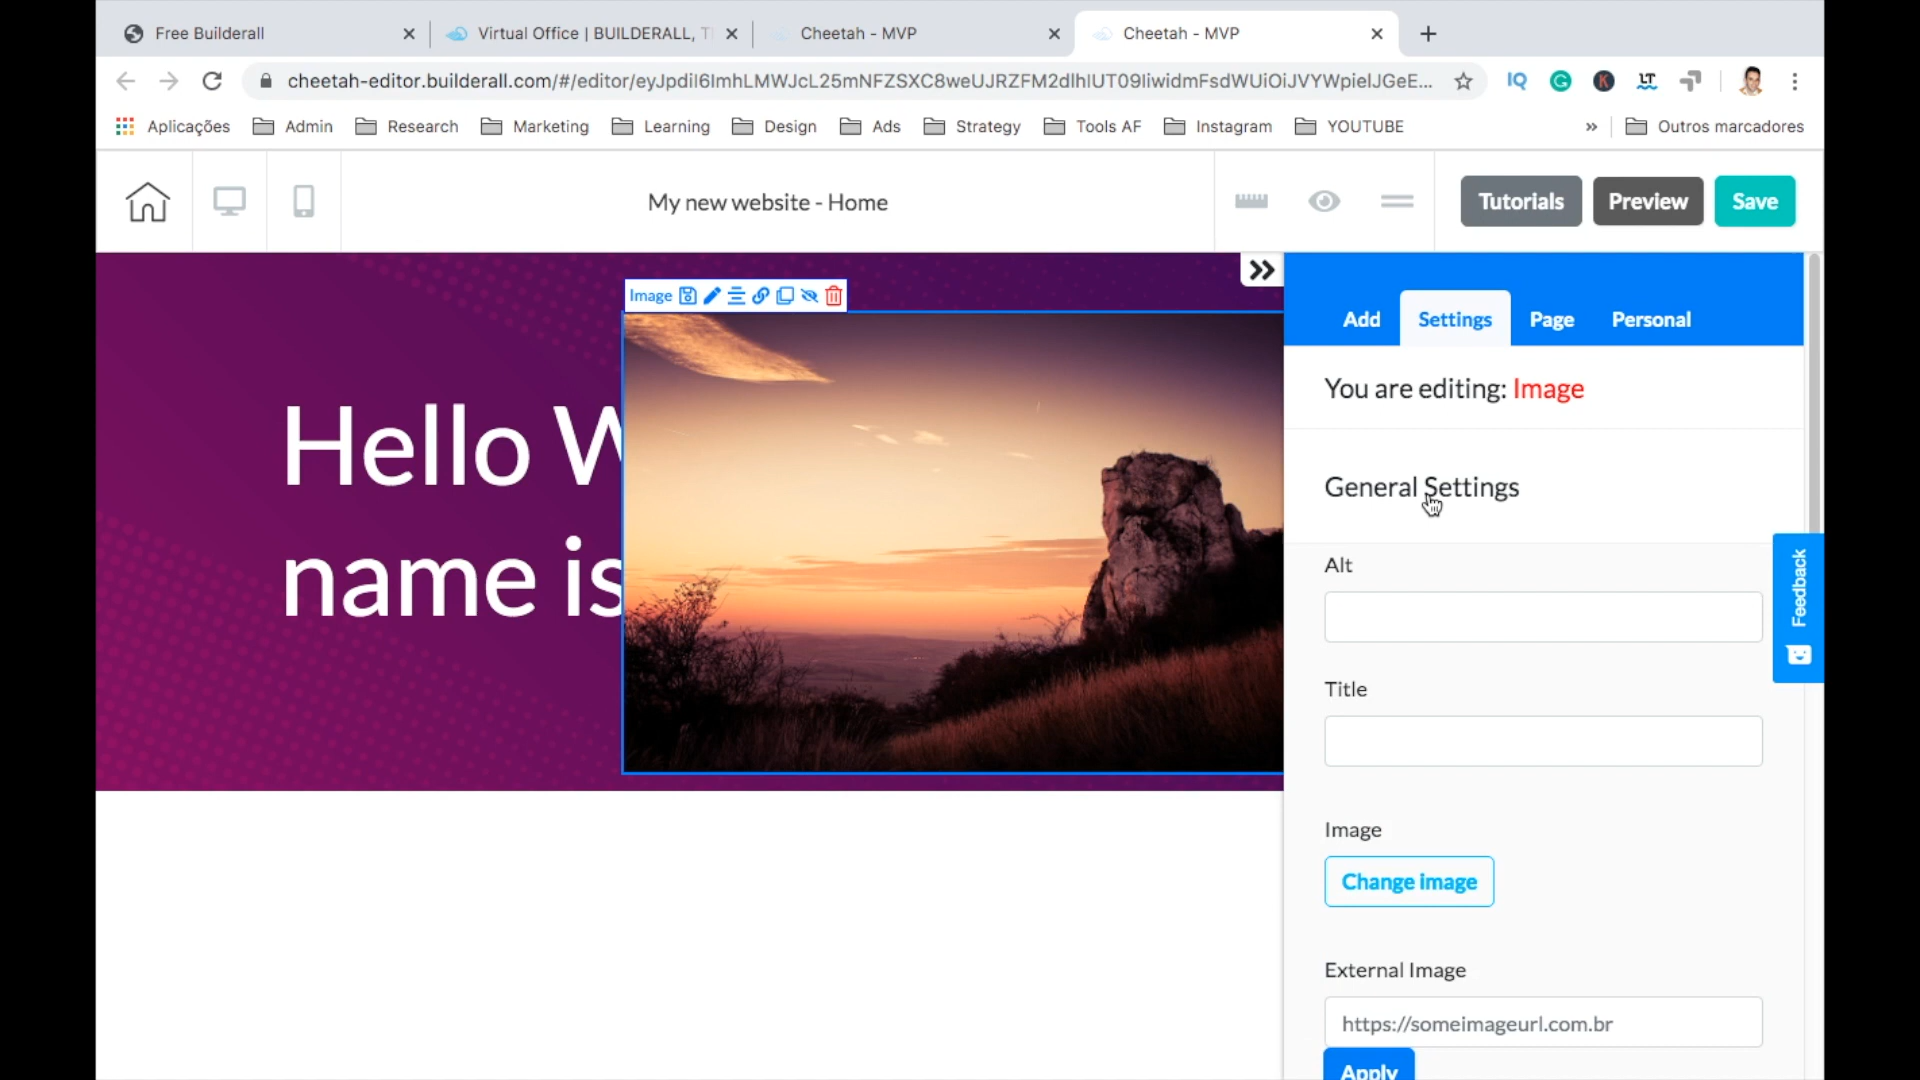 Free Builderall
Virtual Office | BUILDERALL, T
Cheetah - MVP
Cheetah - MVP
cheetah-editor.builderall.com/#/editor/eyJpdiI6ImhLMWJcL25mNFZSXC8weUJRZFM2dlhlUT09IiwidmFsdWUiOiJVYWpielJGeE...
IQ
G
K
LT
Aplicações
Admin
Research
Marketing
Learning
Design
Ads
Strategy
Tools AF
Instagram
YOUTUBE
»
Outros marcadores
My new website - Home
Tutorials
Preview
Save
Image
Hello W
name is
Add
Settings
Page
Personal
You are editing: Image
General Settings
Alt
Title
Feedback
Image
Change image
External Image
https://someimageurl.com.br
Apply